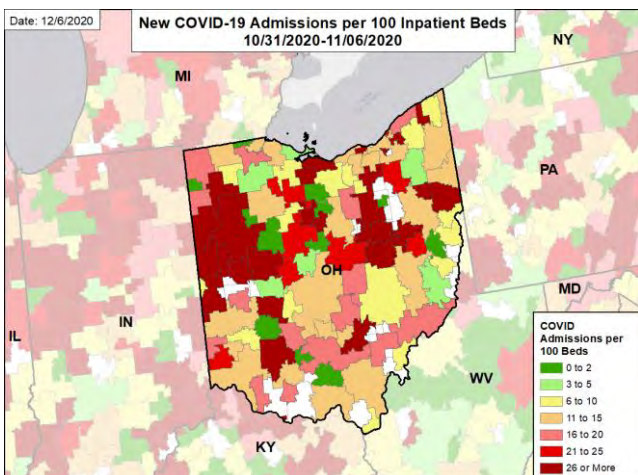 Date: 12/6/2020
New COVID-19 Admissions per 100 Inpatient Beds
10/31/2020-11/06/2020
NY
MI
PA
OH
MD
IL
IN
WV
KY
COVID
Admissions per
100 Beds
0 to 2
3 to 5
6 to 10
11 to 15
16 to 20
21 to 25
26 or More